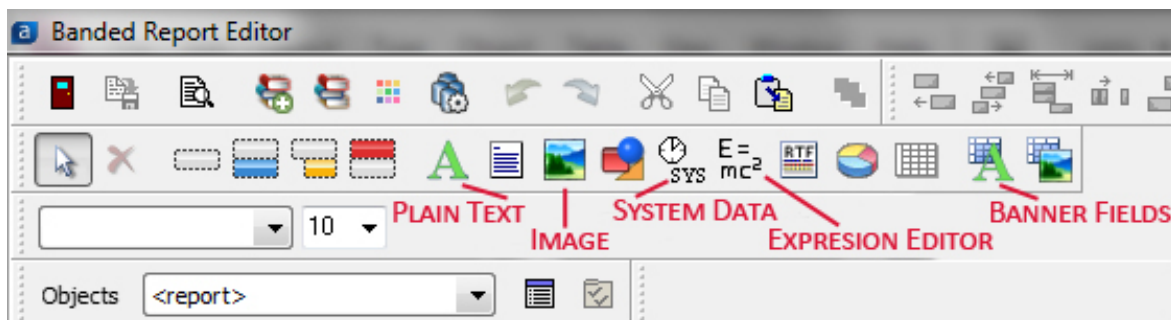 a Banded Report Editor
A SYS E= mc² RTF A
PLAIN TEXT SYSTEM DATA BANNER FIELDS
10
IMAGE EXPRESION EDITOR
Objects <report>